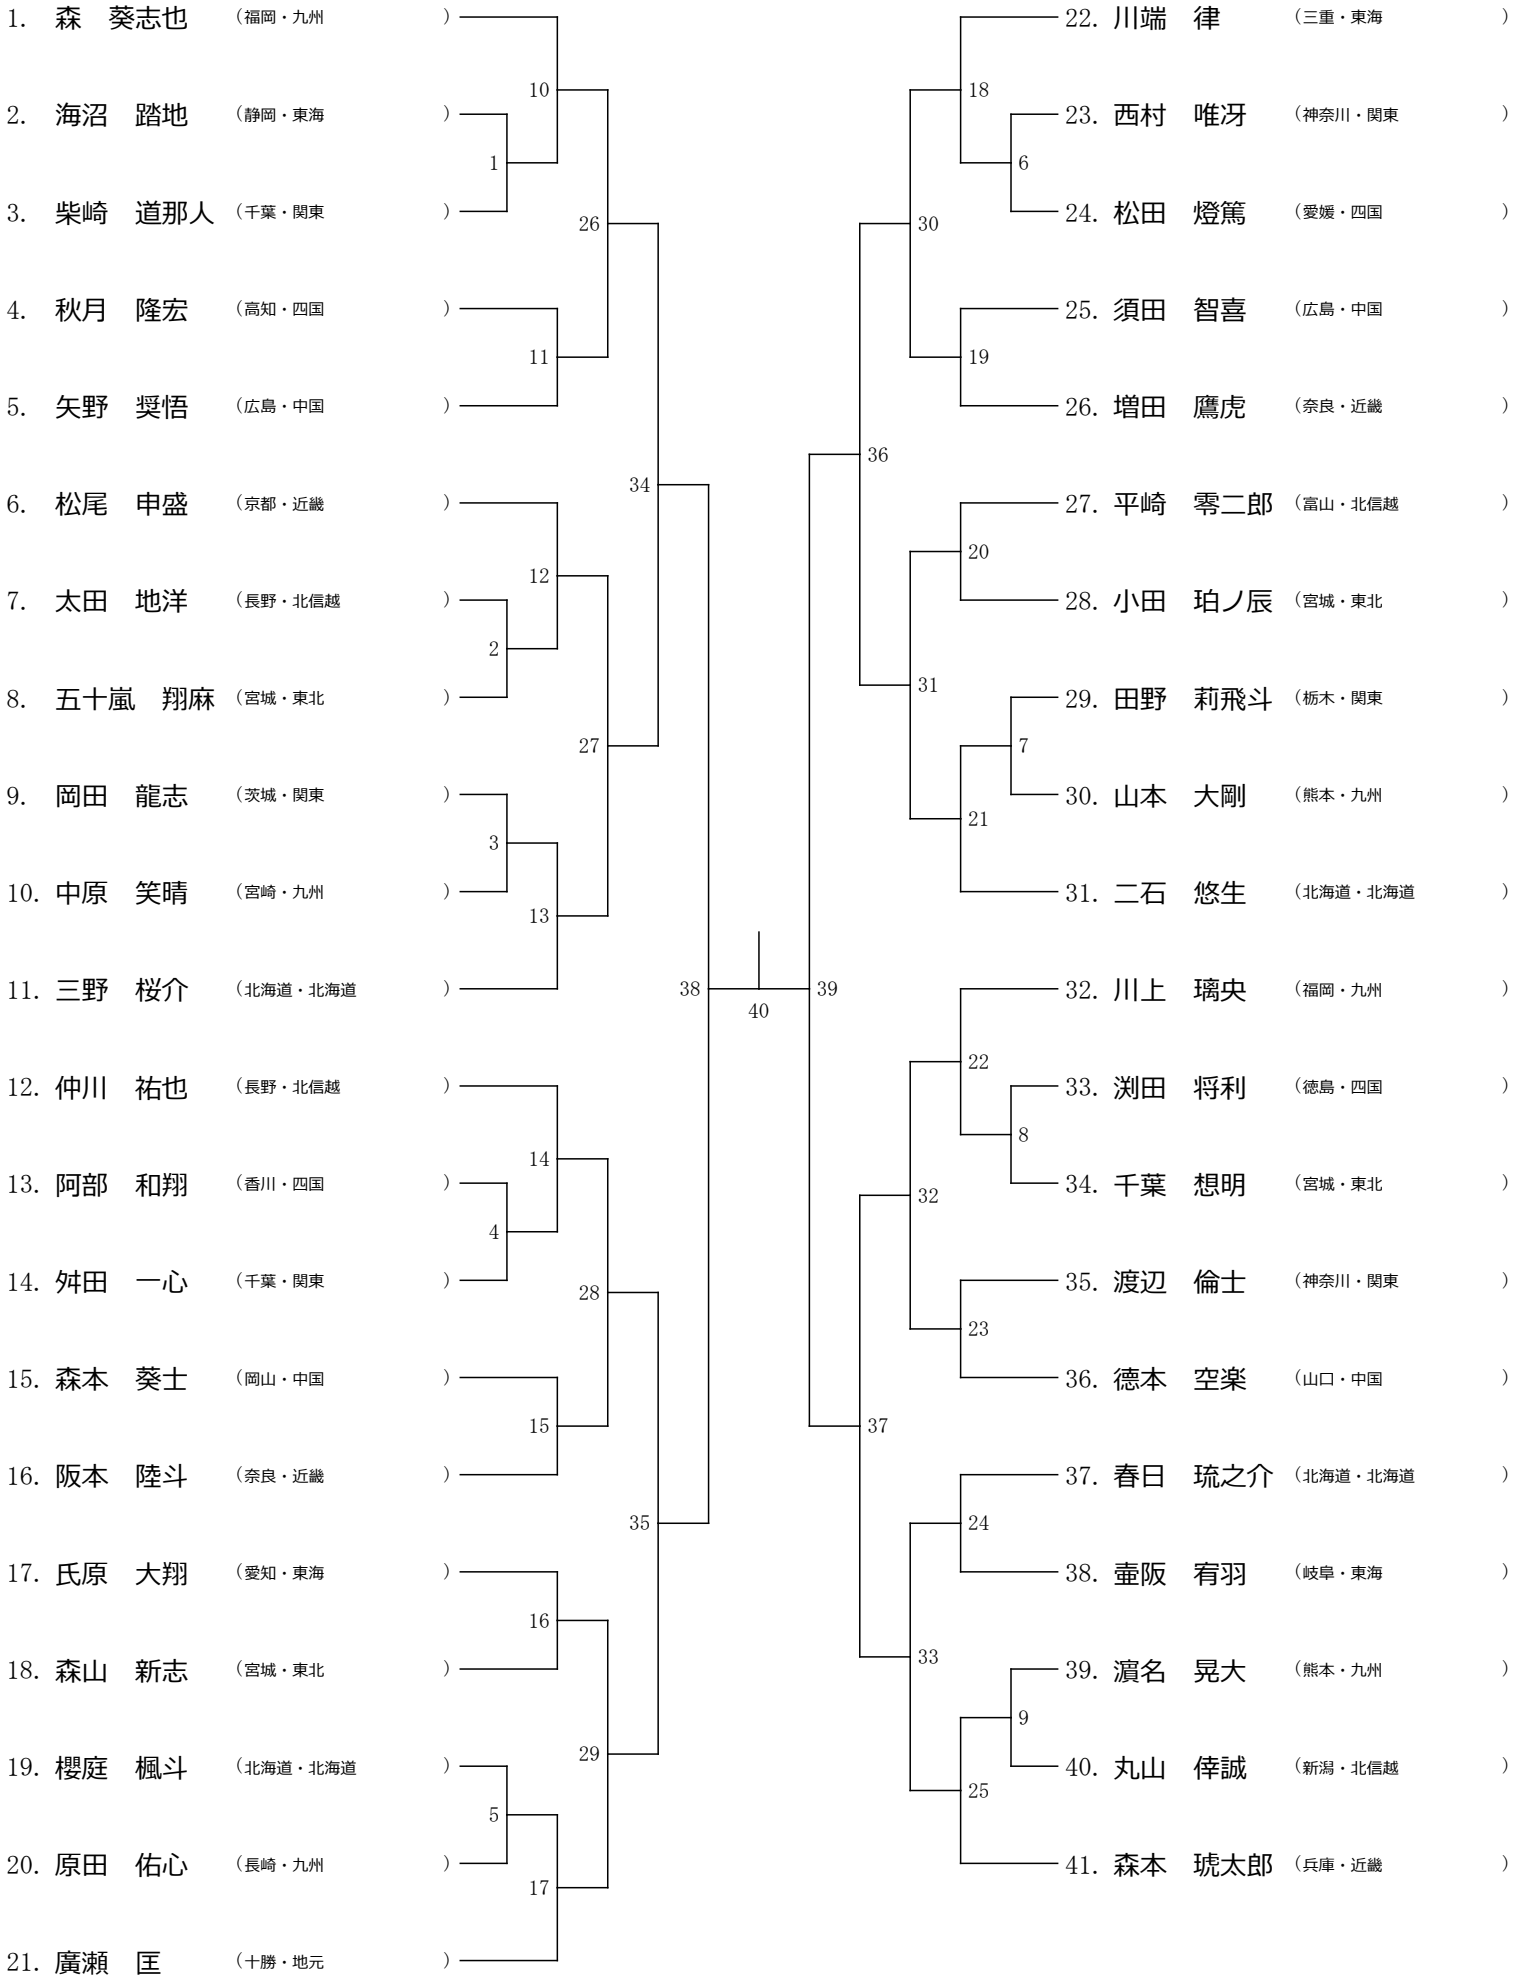 1. 森　葵志也 （福岡・九州 ）
2. 海沼　踏地 （静岡・東海 ）
3. 柴崎　道那人 （千葉・関東 ）
4. 秋月　隆宏 （高知・四国 ）
5. 矢野　奨悟 （広島・中国 ）
6. 松尾　申盛 （京都・近畿 ）
7. 太田　地洋 （長野・北信越 ）
8. 五十嵐　翔麻 （宮城・東北 ）
9. 岡田　龍志 （茨城・関東 ）
10. 中原　笑晴 （宮崎・九州 ）
11. 三野　桜介 （北海道・北海道 ）
12. 仲川　祐也 （長野・北信越 ）
13. 阿部　和翔 （香川・四国 ）
14. 舛田　一心 （千葉・関東 ）
15. 森本　葵士 （岡山・中国 ）
16. 阪本　陸斗 （奈良・近畿 ）
17. 氏原　大翔 （愛知・東海 ）
18. 森山　新志 （宮城・東北 ）
19. 櫻庭　楓斗 （北海道・北海道 ）
20. 原田　佑心 （長崎・九州 ）
21. 廣瀬　匡 （十勝・地元 ）
1
2
3
4
5
10
11
12
13
14
15
16
17
26
27
28
29
34
35
38
40
39
36
37
30
31
32
33
18
19
20
21
22
23
24
25
6
7
8
9
22. 川端　律 （三重・東海 ）
23. 西村　唯冴 （神奈川・関東 ）
24. 松田　燈篤 （愛媛・四国 ）
25. 須田　智喜 （広島・中国 ）
26. 増田　鷹虎 （奈良・近畿 ）
27. 平崎　零二郎 （富山・北信越 ）
28. 小田　珀ノ辰 （宮城・東北 ）
29. 田野　莉飛斗 （栃木・関東 ）
30. 山本　大剛 （熊本・九州 ）
31. 二石　悠生 （北海道・北海道 ）
32. 川上　璃央 （福岡・九州 ）
33. 渕田　将利 （徳島・四国 ）
34. 千葉　想明 （宮城・東北 ）
35. 渡辺　倫士 （神奈川・関東 ）
36. 德本　空楽 （山口・中国 ）
37. 春日　琉之介 （北海道・北海道 ）
38. 壷阪　宥羽 （岐阜・東海 ）
39. 濵名　晃大 （熊本・九州 ）
40. 丸山　倖誠 （新潟・北信越 ）
41. 森本　琥太郎 （兵庫・近畿 ）